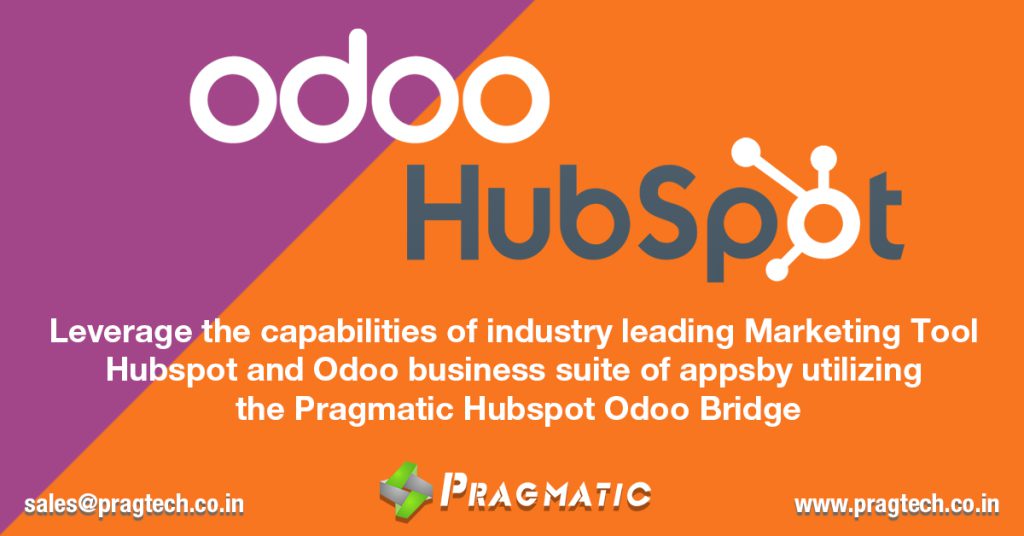 odoo
HubSpot
Leverage the capabilities of industry leading Marketing Tool
Hubspot and Odoo business suite of appsby utilizing
the Pragmatic Hubspot Odoo Bridge
PRAGMATIC
sales@pragtech.co.in
www.pragtech.co.in